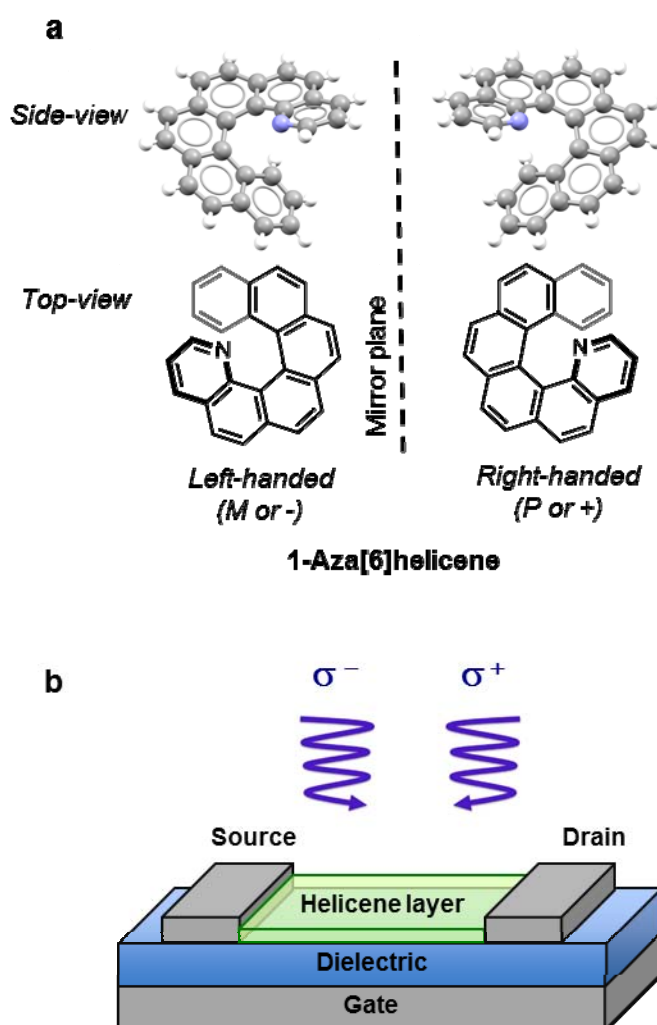 a
Side-view
Top-view
N
N
Mirror plane
Left-handed
(M or -)
Right-handed
(P or +)
1-Aza[6]helicene
b
σ⁻
σ⁺
Source
Drain
Helicene layer
Dielectric
Gate